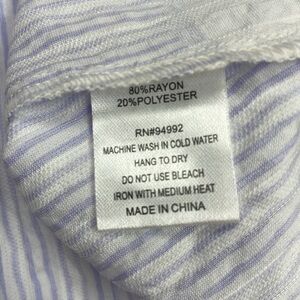 80%RAYON
20%POLYESTER
RN#94992
MACHINE WASH IN COLD WATER
HANG TO DRY
DO NOT USE BLEACH
IRON WITH MEDIUM HEAT
MADE IN CHINA